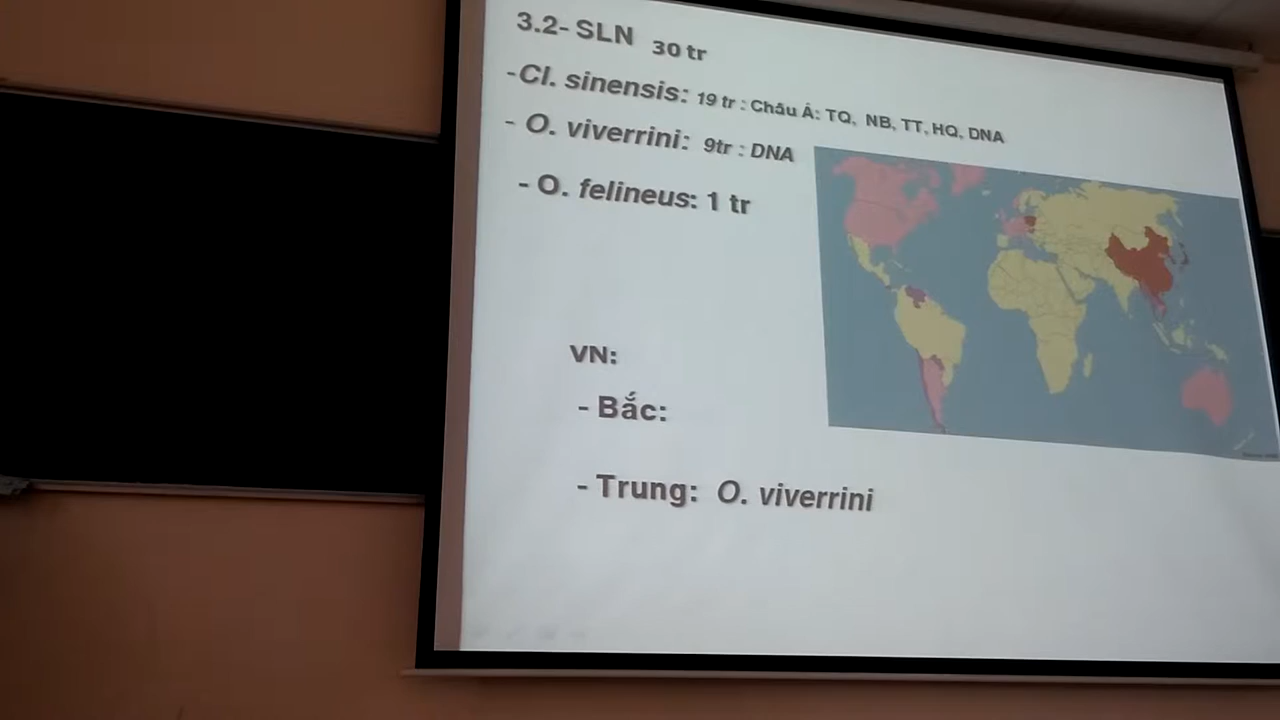 3.2- SLN 30 tr
-Cl. sinensis: 19 tr : Châu Á: TQ, NB, TT, HQ, DNA
- O. viverrini: 9tr : DNA
- O. felineus: 1 tr
VN:
- Bắc:
- Trung: O. viverrini